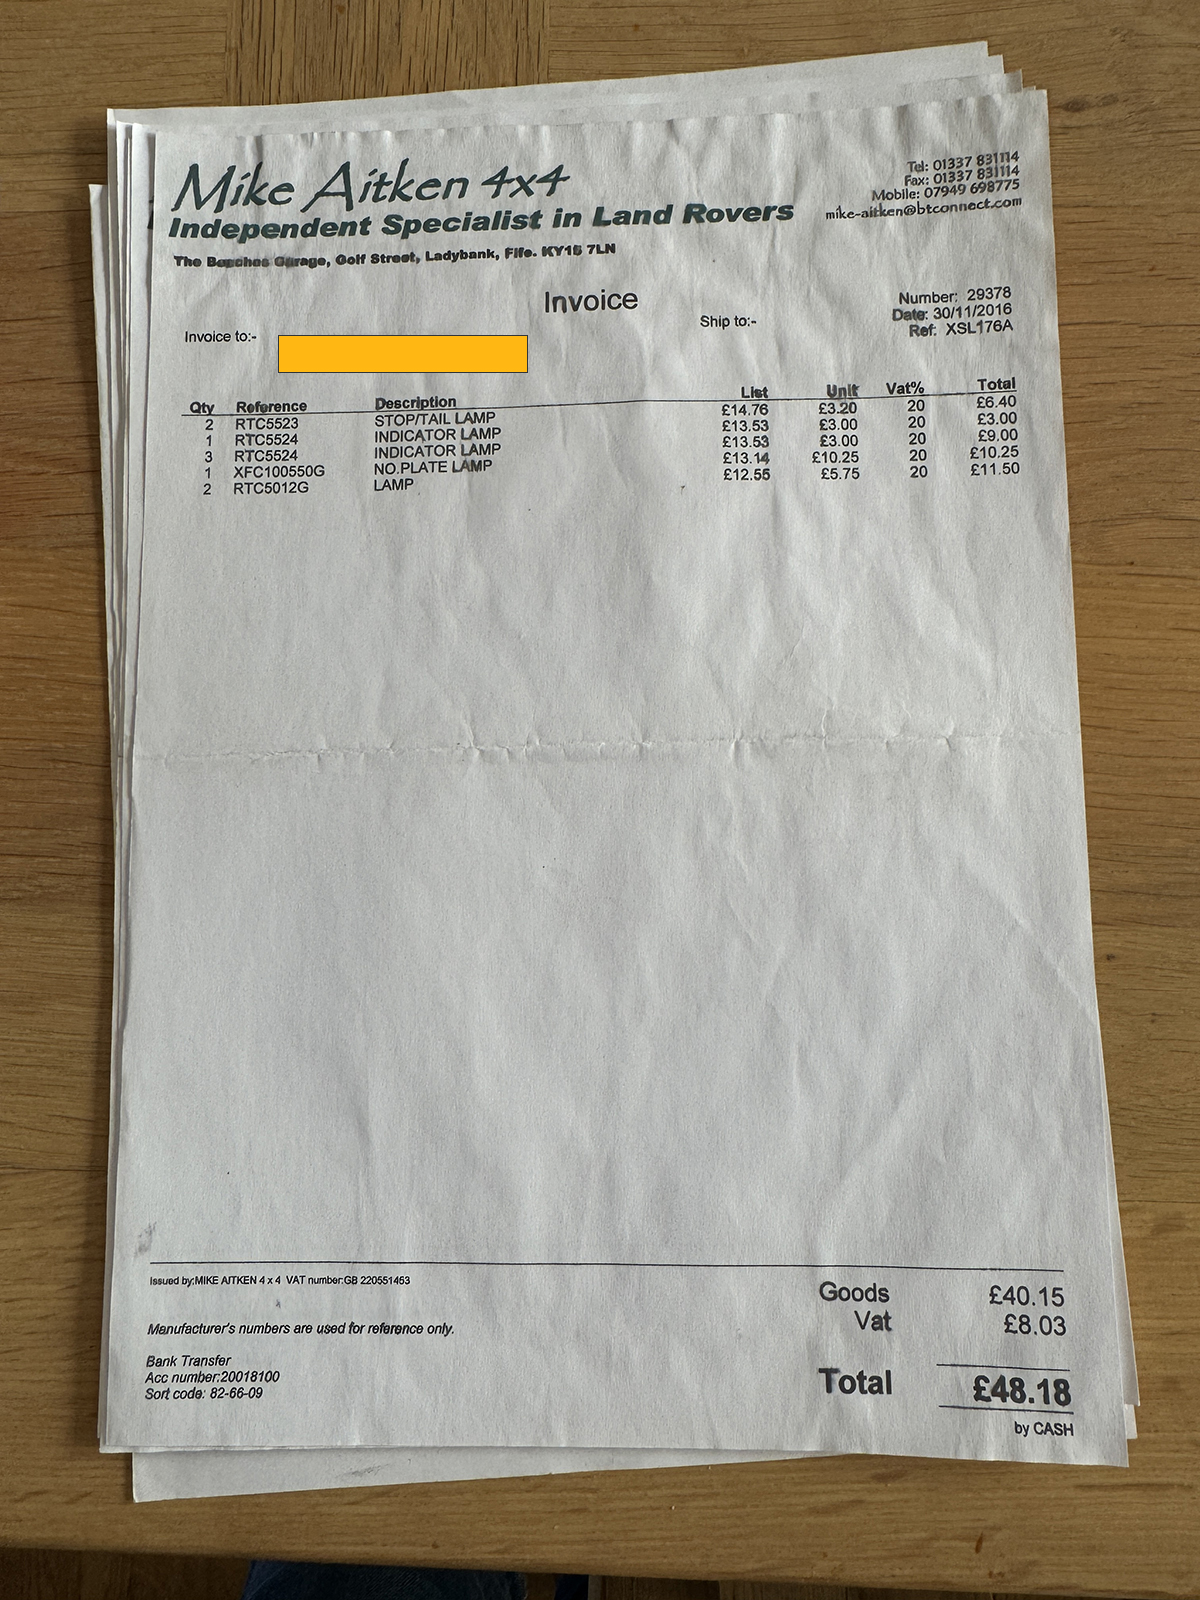 Mike Aitken 4x4
Independent Specialist in Land Rovers
The Beeches Garage, Golf Street, Ladybank, Fife. KY15 7LN
Tel: 01337 831114
Fax: 01337 831114
Mobile: 07949 698775
mike-aitken@btconnect.com
Invoice
Invoice to:-
Ship to:-
Number: 29378
Date: 30/11/2016
Ref: XSL176A
Qty Reference Description List Unit Vat% Total
2 RTC5523 STOP/TAIL LAMP £14.76 £3.20 20 £6.40
1 RTC5524 INDICATOR LAMP £13.53 £3.00 20 £3.00
3 RTC5524 INDICATOR LAMP £13.53 £3.00 20 £9.00
1 XFC100550G NO.PLATE LAMP £13.14 £10.25 20 £10.25
2 RTC5012G LAMP £12.55 £5.75 20 £11.50
Issued by:MIKE AITKEN 4 x 4 VAT number:GB 220551453
Manufacturer's numbers are used for reference only.
Bank Transfer
Acc number:20018100
Sort code: 82-66-09
Goods £40.15
Vat £8.03
Total £48.18
by CASH